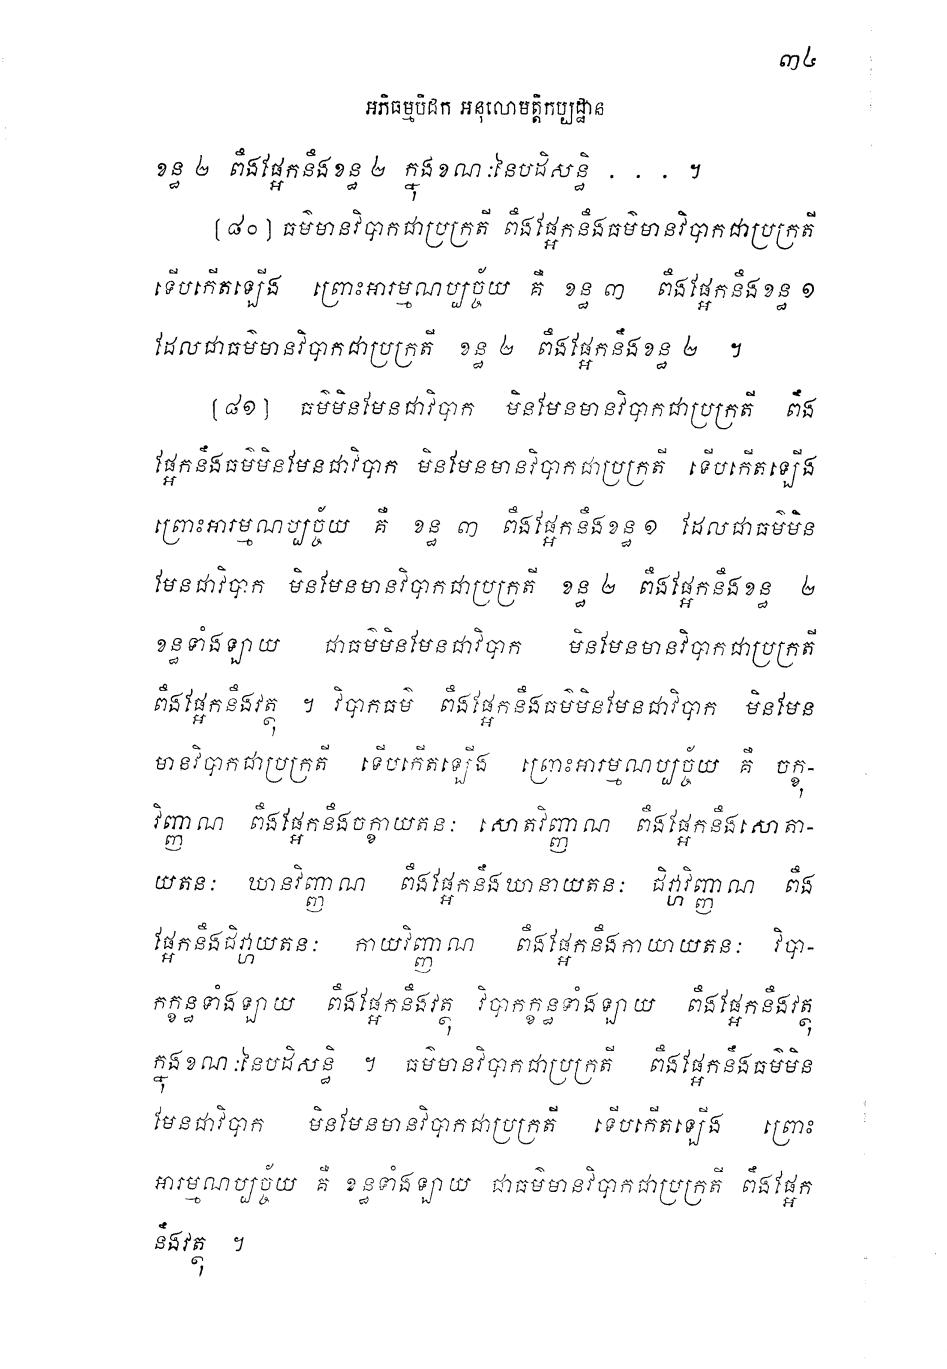 ៣៤
អភិធម្មបិដក អនុលោមត្តិកប្បដ្ឋាន
ខន្ធ ២ ពឹងផ្អែកនឹងខន្ធ ២ ក្នុងខណៈនៃបដិសន្ធិ . . . ។
(៨០) ធម៌មានវិបាកជាប្រក្រតី ពឹងផ្អែកនឹងធម៌មានវិបាកជាប្រក្រតី
ទើបកើតឡើង ព្រោះអារម្មណប្បច្ច័យ គឺ ខន្ធ ៣ ពឹងផ្អែកនឹងខន្ធ ១
ដែលជាធម៌មានវិបាកជាប្រក្រតី ខន្ធ ២ ពឹងផ្អែកនឹងខន្ធ ២ ។
(៨១) ធម៌មិនមែនជាវិបាក មិនមែនមានវិបាកជាប្រក្រតី ពឹង
ផ្អែកនឹងធម៌មិនមែនជាវិបាក មិនមែនមានវិបាកជាប្រក្រតី ទើបកើតឡើង
ព្រោះអារម្មណប្បច្ច័យ គឺ ខន្ធ ៣ ពឹងផ្អែកនឹងខន្ធ ១ ដែលជាធម៌មិន
មែនជាវិបាក មិនមែនមានវិបាកជាប្រក្រតី ខន្ធ ២ ពឹងផ្អែកនឹងខន្ធ ២
ខន្ធទាំងឡាយ ជាធម៌មិនមែនជាវិបាក មិនមែនមានវិបាកជាប្រក្រតី
ពឹងផ្អែកនឹងវត្ថុ ។ វិបាកធម៌ ពឹងផ្អែកនឹងធម៌មិនមែនជាវិបាក មិនមែន
មានវិបាកជាប្រក្រតី ទើបកើតឡើង ព្រោះអារម្មណប្បច្ច័យ គឺ ចក្ខុ-
វិញ្ញាណ ពឹងផ្អែកនឹងចក្ខាយតនៈ សោតវិញ្ញាណ ពឹងផ្អែកនឹងសោតា-
យតនៈ ឃានវិញ្ញាណ ពឹងផ្អែកនឹងឃានាយតនៈ ជិវ្ហាវិញ្ញាណ ពឹង
ផ្អែកនឹងជិវ្ហាយតនៈ កាយវិញ្ញាណ ពឹងផ្អែកនឹងកាយាយតនៈ វិបា-
កក្ខន្ធទាំងឡាយ ពឹងផ្អែកនឹងវត្ថុ វិបាកក្ខន្ធទាំងឡាយ ពឹងផ្អែកនឹងវត្ថុ
ក្នុងខណៈនៃបដិសន្ធិ ។ ធម៌មានវិបាកជាប្រក្រតី ពឹងផ្អែកនឹងធម៌មិន
មែនជាវិបាក មិនមែនមានវិបាកជាប្រក្រតី ទើបកើតឡើង ព្រោះ
អារម្មណប្បច្ច័យ គឺ ខន្ធទាំងឡាយ ជាធម៌មានវិបាកជាប្រក្រតី ពឹងផ្អែក
នឹងវត្ថុ ។